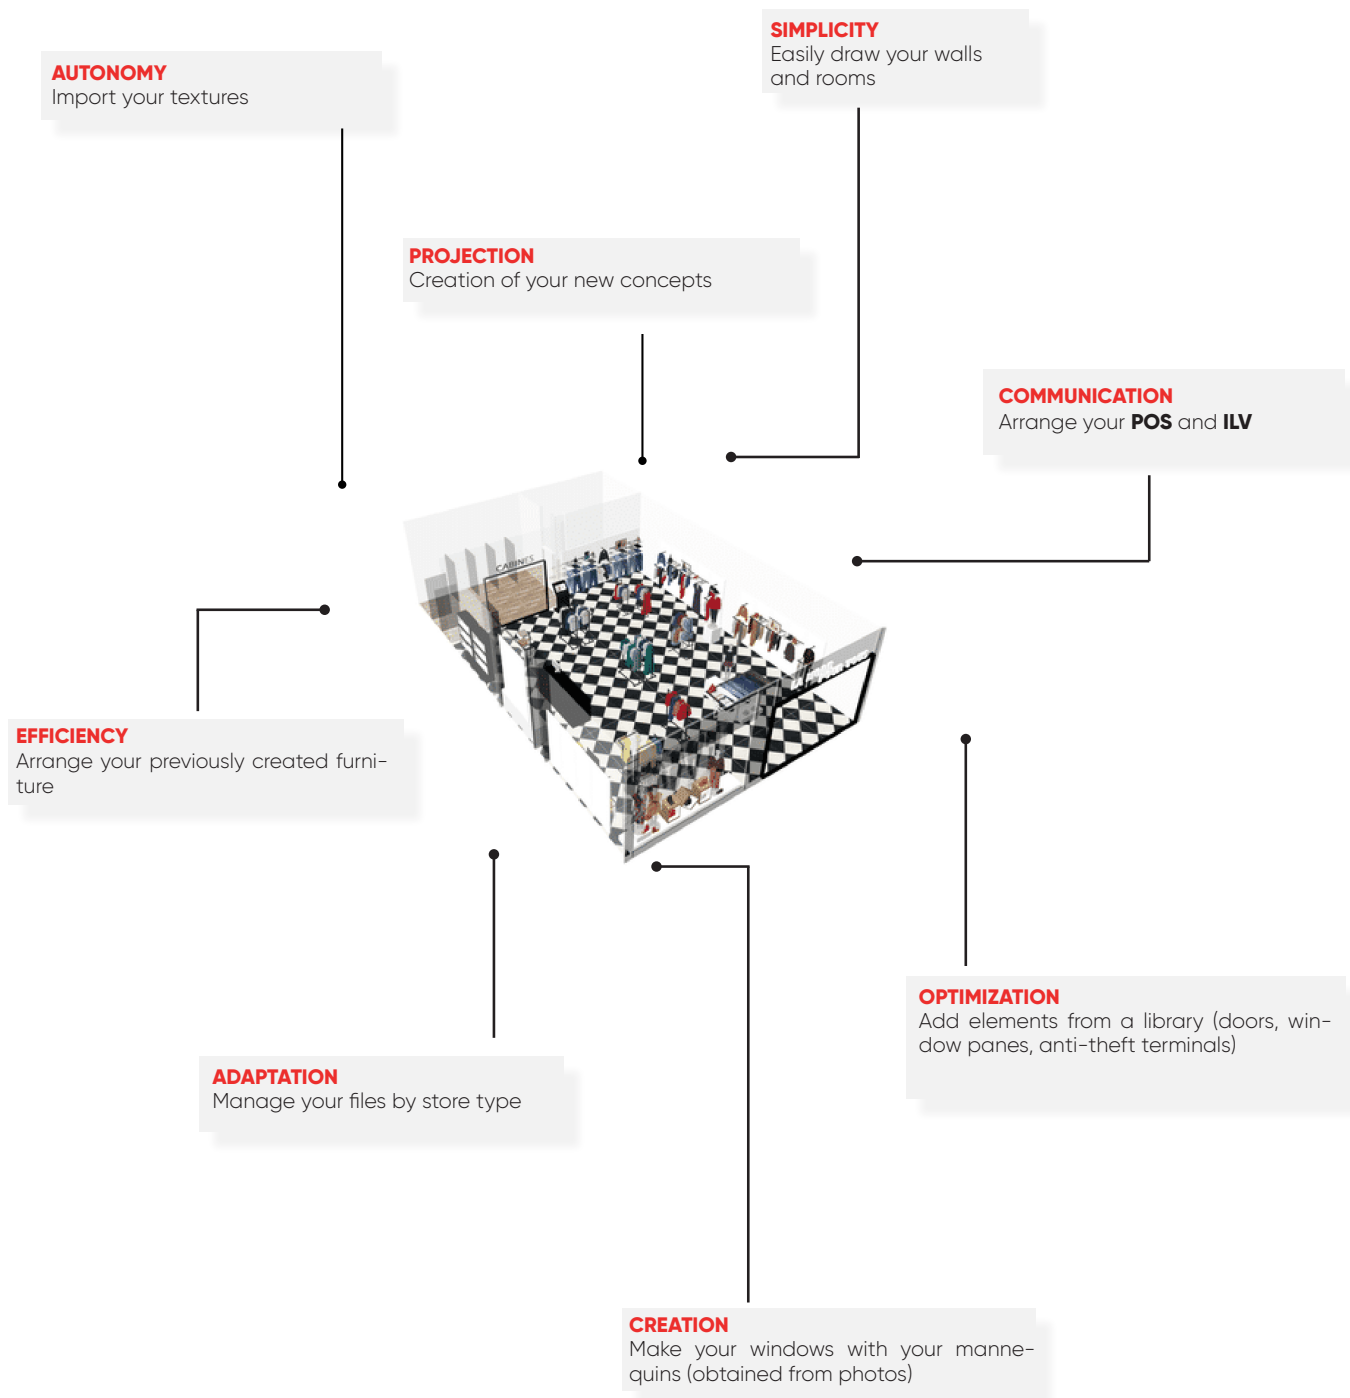 SIMPLICITY
Easily draw your walls
and rooms
AUTONOMY
Import your textures
PROJECTION
Creation of your new concepts
COMMUNICATION
Arrange your POS and ILV
CABINES
EFFICIENCY
Arrange your previously created furni-
ture
OPTIMIZATION
Add elements from a library (doors, win-
dow panes, anti-theft terminals)
ADAPTATION
Manage your files by store type
CREATION
Make your windows with your manne-
quins (obtained from photos)